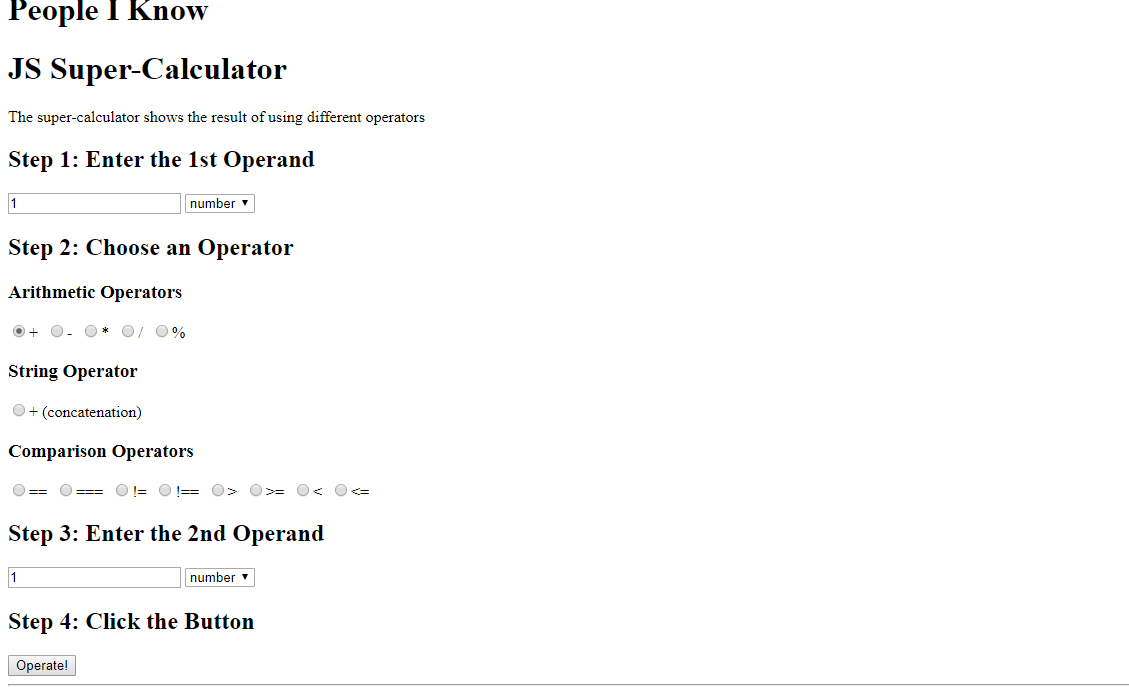 People I Know
JS Super-Calculator
The super-calculator shows the result of using different operators
Step 1: Enter the 1st Operand
1 number
Step 2: Choose an Operator
Arithmetic Operators
+ - * / %
String Operator
+ (concatenation)
Comparison Operators
== === != !== > >= < <=
Step 3: Enter the 2nd Operand
1 number
Step 4: Click the Button
Operate!